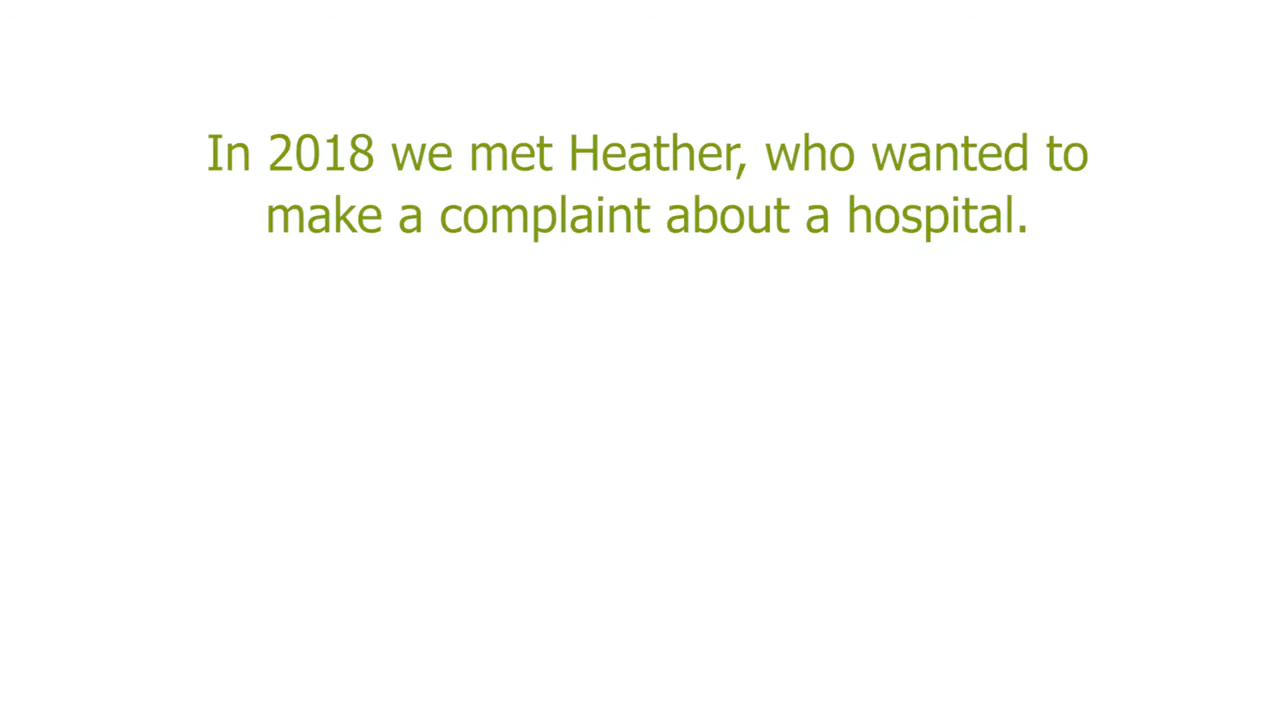 In 2018 we met Heather, who wanted to
make a complaint about a hospital.